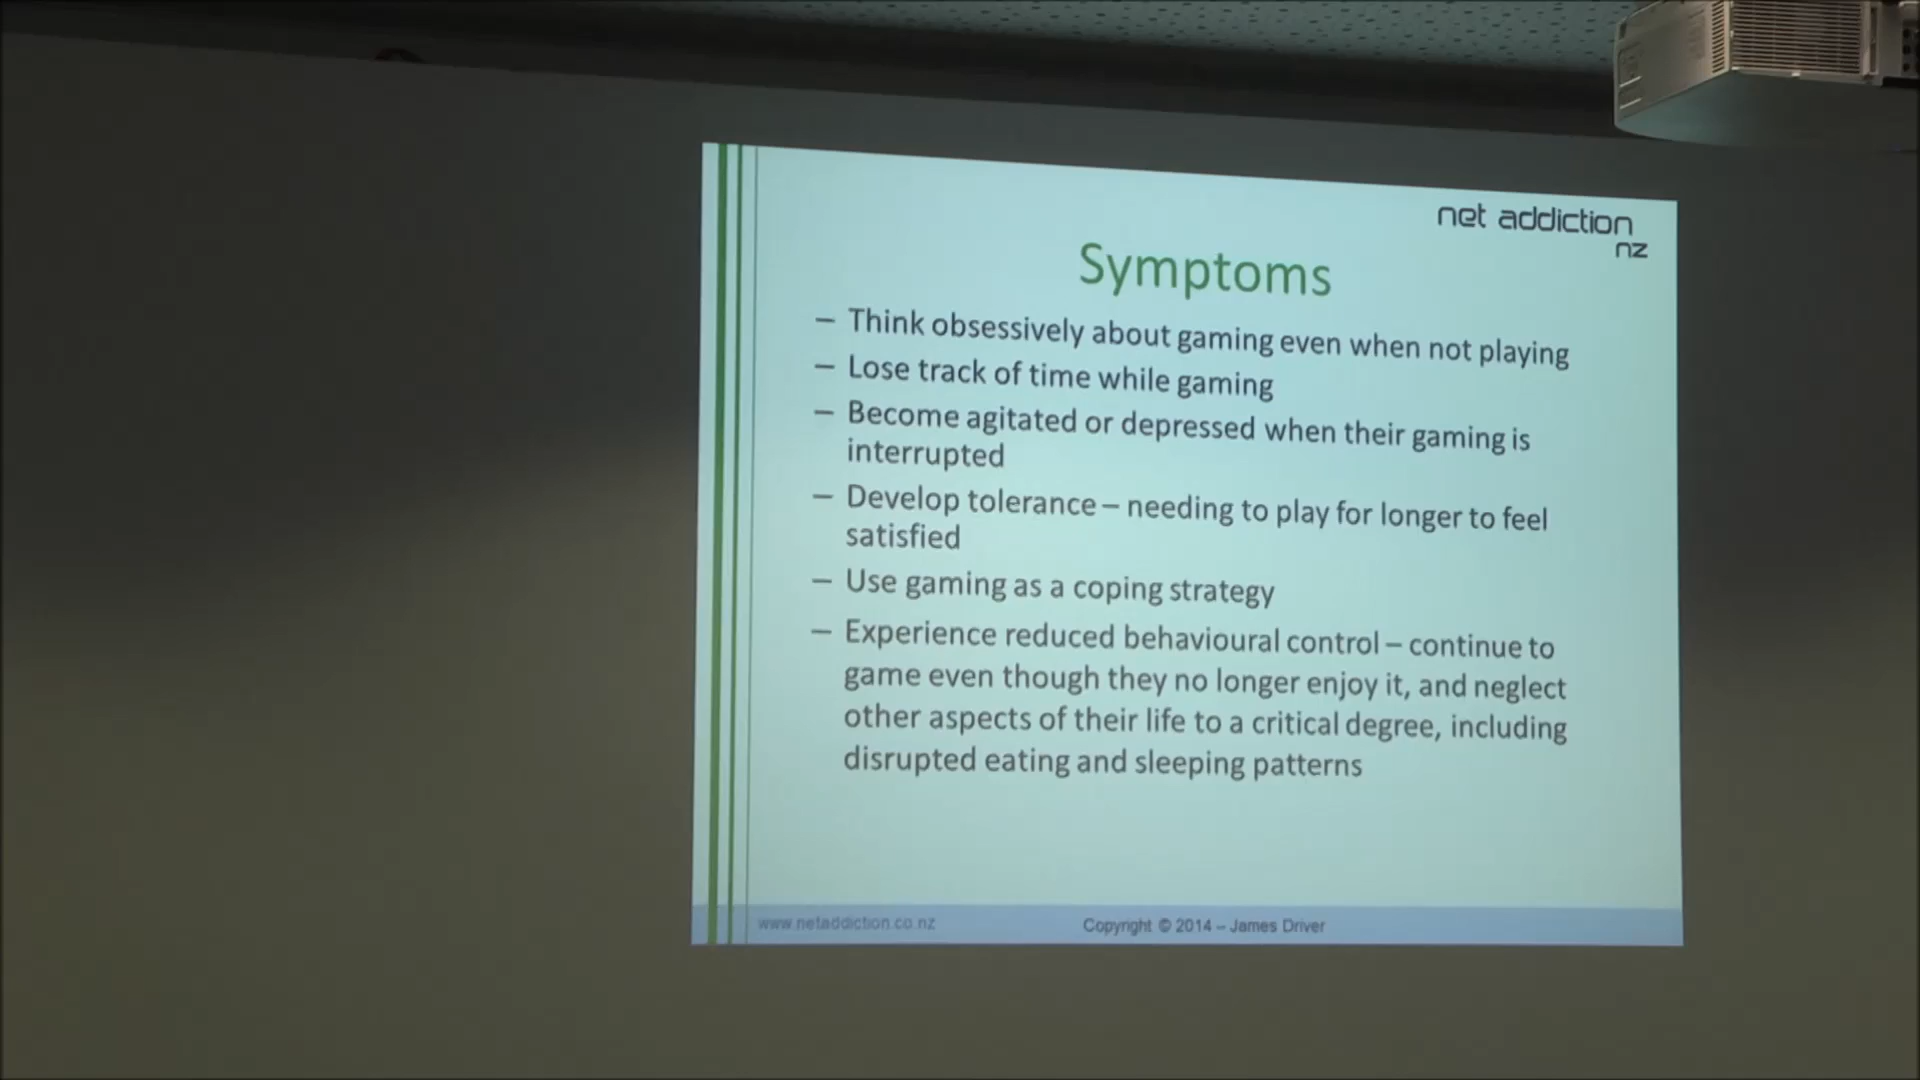 net addiction
nz
Symptoms
– Think obsessively about gaming even when not playing
– Lose track of time while gaming
– Become agitated or depressed when their gaming is
interrupted
– Develop tolerance – needing to play for longer to feel
satisfied
– Use gaming as a coping strategy
– Experience reduced behavioural control – continue to
game even though they no longer enjoy it, and neglect
other aspects of their life to a critical degree, including
disrupted eating and sleeping patterns
www.netaddiction.co.nz
Copyright © 2014 – James Driver